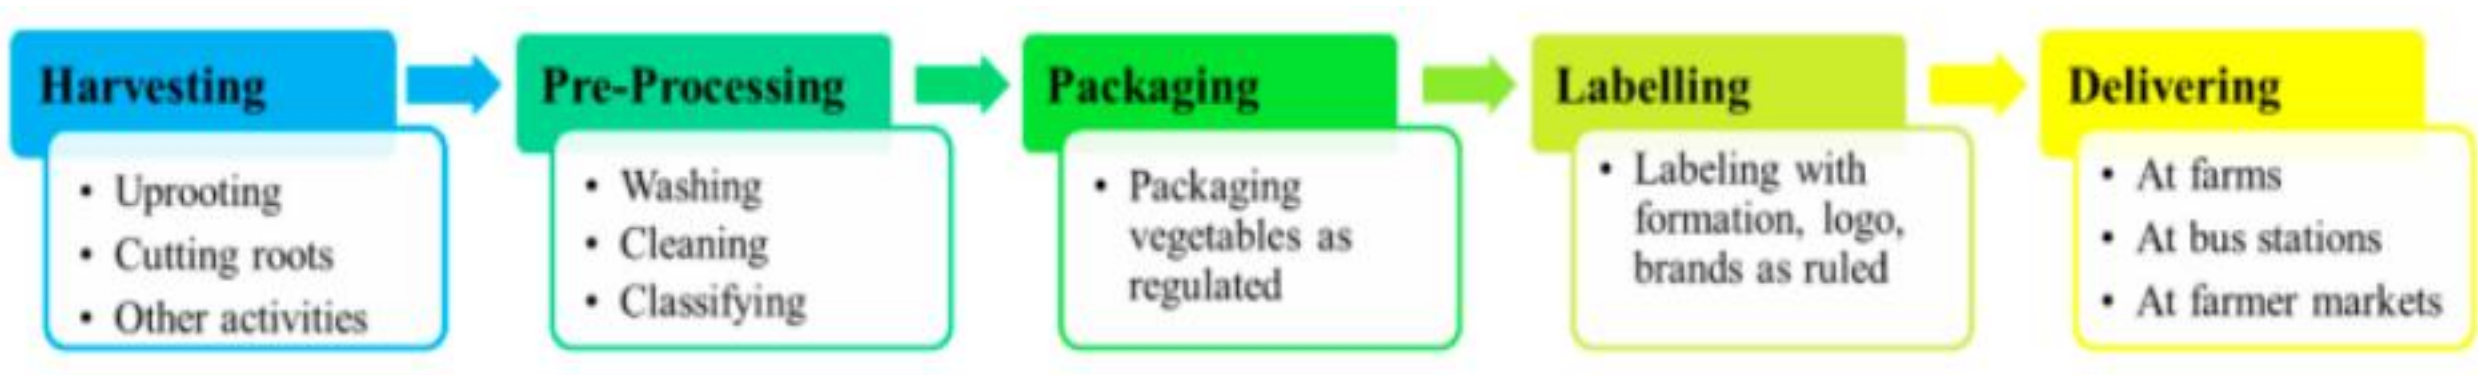 Harvesting
• Uprooting
• Cutting roots
• Other activities
Pre-Processing
• Washing
• Cleaning
• Classifying
Packaging
• Packaging
vegetables as
regulated
Labelling
• Labeling with
formation, logo,
brands as ruled
Delivering
• At farms
• At bus stations
• At farmer markets